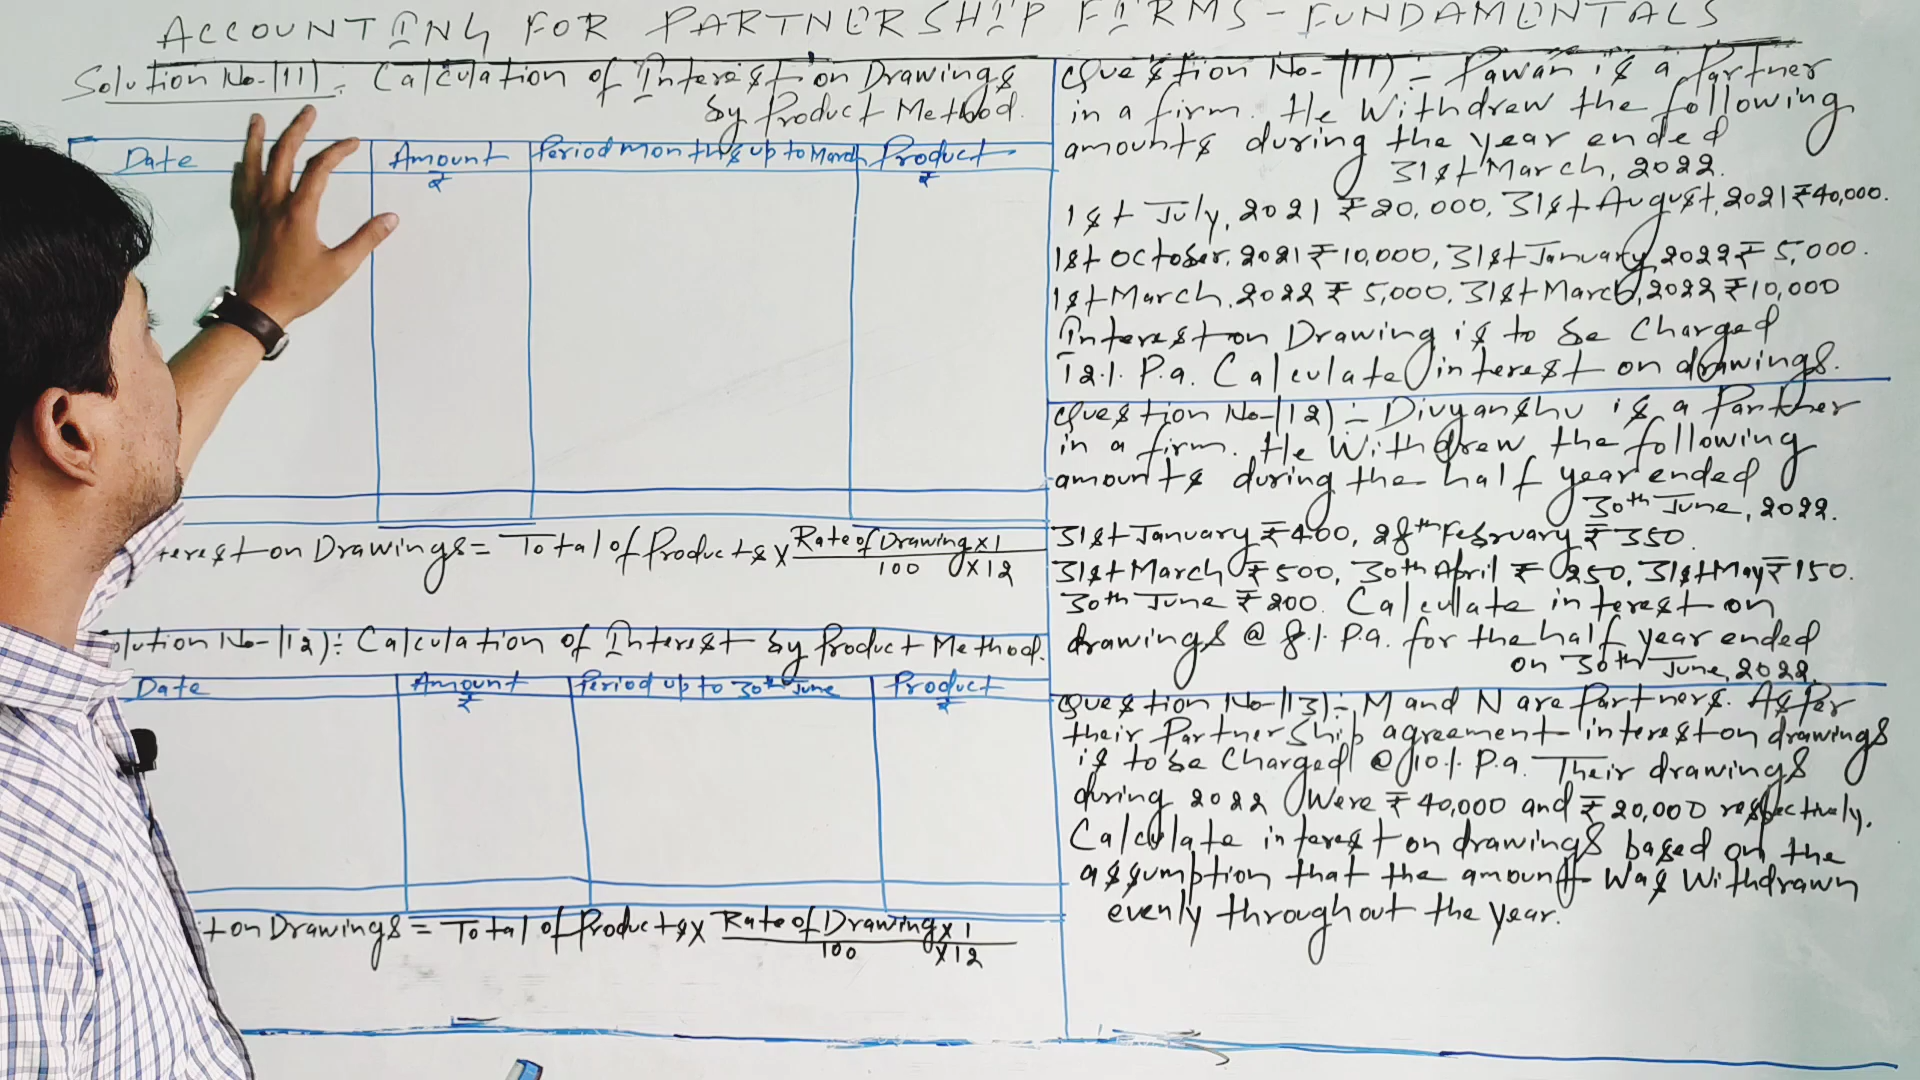 ACCOUNTING FOR PARTNERSHIP FIRMS - FUNDAMENTALS
Solution No-(11) :- Calculation of Interest on Drawings
by Product Method.
Date Amount ₹ Period months up to March Product ₹
terest on Drawings = Total of Products x Rate of Drawing x 1
100 x 12
olution No-(12) :- Calculation of Interest by Product Method.
Date Amount ₹ Period up to 30th June Product ₹
t on Drawings = Total of Products x Rate of Drawing x 1
100 x 12
Question No-(11) :- Pawan is a Partner
in a firm. He Withdrew the following
amounts during the year ended
31st March, 2022.
1st July, 2021 ₹ 20,000, 31st August, 2021 ₹ 40,000.
1st October, 2021 ₹ 10,000, 31st January, 2022 ₹ 5,000.
1st March, 2022 ₹ 5,000, 31st March, 2022 ₹ 10,000
Interest on Drawing is to be Charged
12% P.a. Calculate interest on drawings.
Question No-(12) :- Divyanshu is a Partner
in a firm. He Withdrew the following
amounts during the half year ended
30th June, 2022.
31st January ₹ 400, 28th February ₹ 350.
31st March ₹ 500, 30th April ₹ 250, 31st May ₹ 150.
30th June ₹ 200. Calculate interest on
drawings @ 8% P.a. for the half year ended
on 30th June, 2022.
Question No-(13) :- M and N are Partners. As Per
their Partnership agreement interest on drawings
is to be Charged @ 10% P.a. Their drawings
during 2022 Were ₹ 40,000 and ₹ 20,000 respectively.
Calculate interest on drawings based on the
assumption that the amount Was Withdrawn
evenly throughout the year.